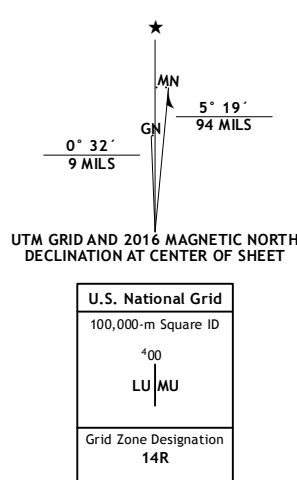 ★
MN
5° 19´
94 MILS
GN
0° 32´
9 MILS
UTM GRID AND 2016 MAGNETIC NORTH
DECLINATION AT CENTER OF SHEET
U.S. National Grid
100,000-m Square ID
⁴00
LU MU
Grid Zone Designation
14R